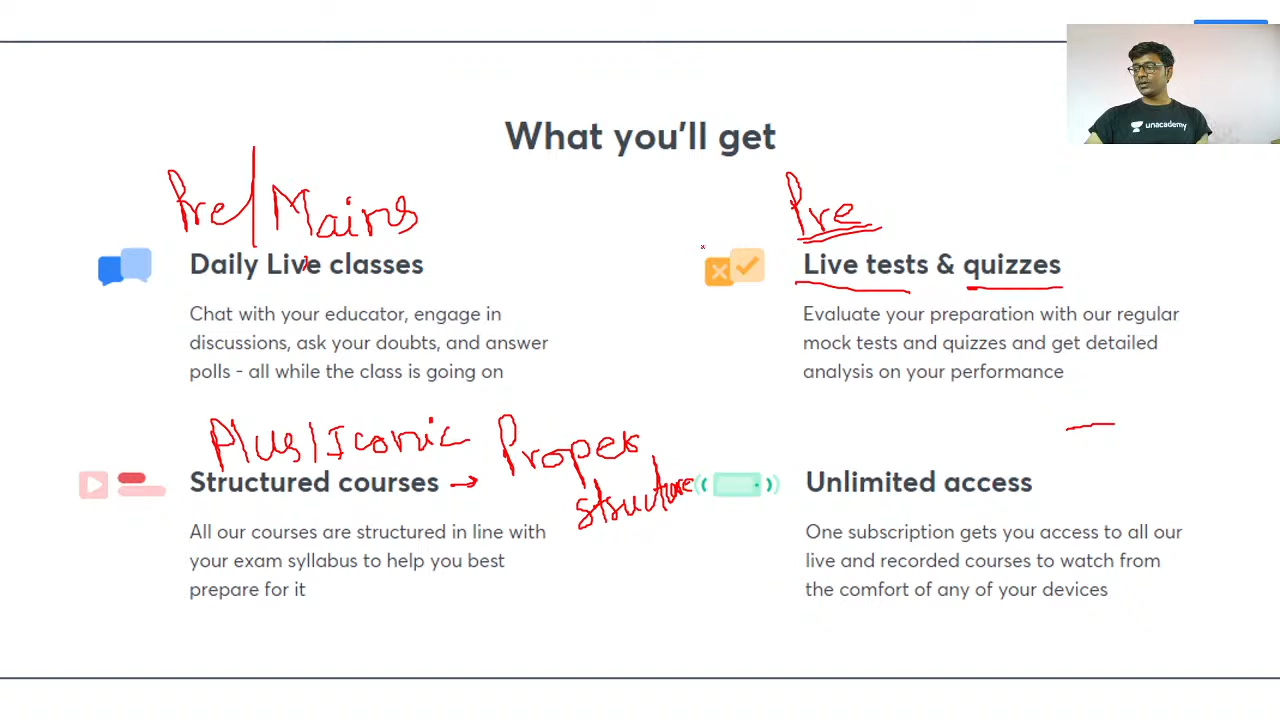 unacademy
What you'll get
Pre/Mains
Pre
Daily Live classes
Live tests & quizzes
Chat with your educator, engage in
discussions, ask your doubts, and answer
polls - all while the class is going on
Evaluate your preparation with our regular
mock tests and quizzes and get detailed
analysis on your performance
Plus/Iconic
Proper
structure
Structured courses →
Unlimited access
All our courses are structured in line with
your exam syllabus to help you best
prepare for it
One subscription gets you access to all our
live and recorded courses to watch from
the comfort of any of your devices